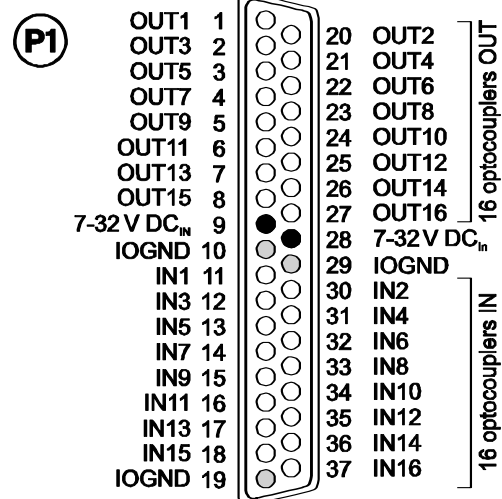 P1
OUT1 1
OUT3 2
OUT5 3
OUT7 4
OUT9 5
OUT11 6
OUT13 7
OUT15 8
7-32 V DC IN 9
IOGND 10
IN1 11
IN3 12
IN5 13
IN7 14
IN9 15
IN11 16
IN13 17
IN15 18
IOGND 19
20 OUT2
21 OUT4
22 OUT6
23 OUT8
24 OUT10
25 OUT12
26 OUT14
27 OUT16
28 7-32 V DC In
29 IOGND
30 IN2
31 IN4
32 IN6
33 IN8
34 IN10
35 IN12
36 IN14
37 IN16
16 optocouplers OUT
16 optocouplers IN